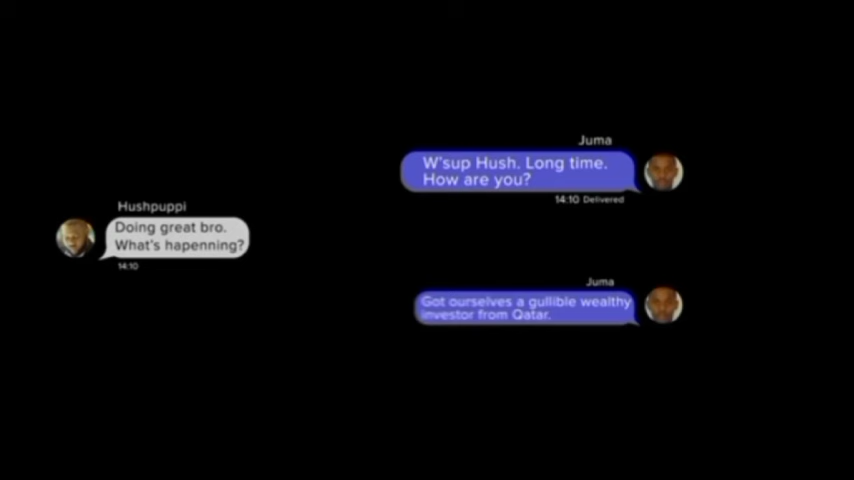 Juma
W'sup Hush. Long time.
How are you?
14:10 Delivered
Hushpuppi
Doing great bro.
What's hapenning?
14:10
Juma
Got ourselves a gullible wealthy
investor from Qatar.